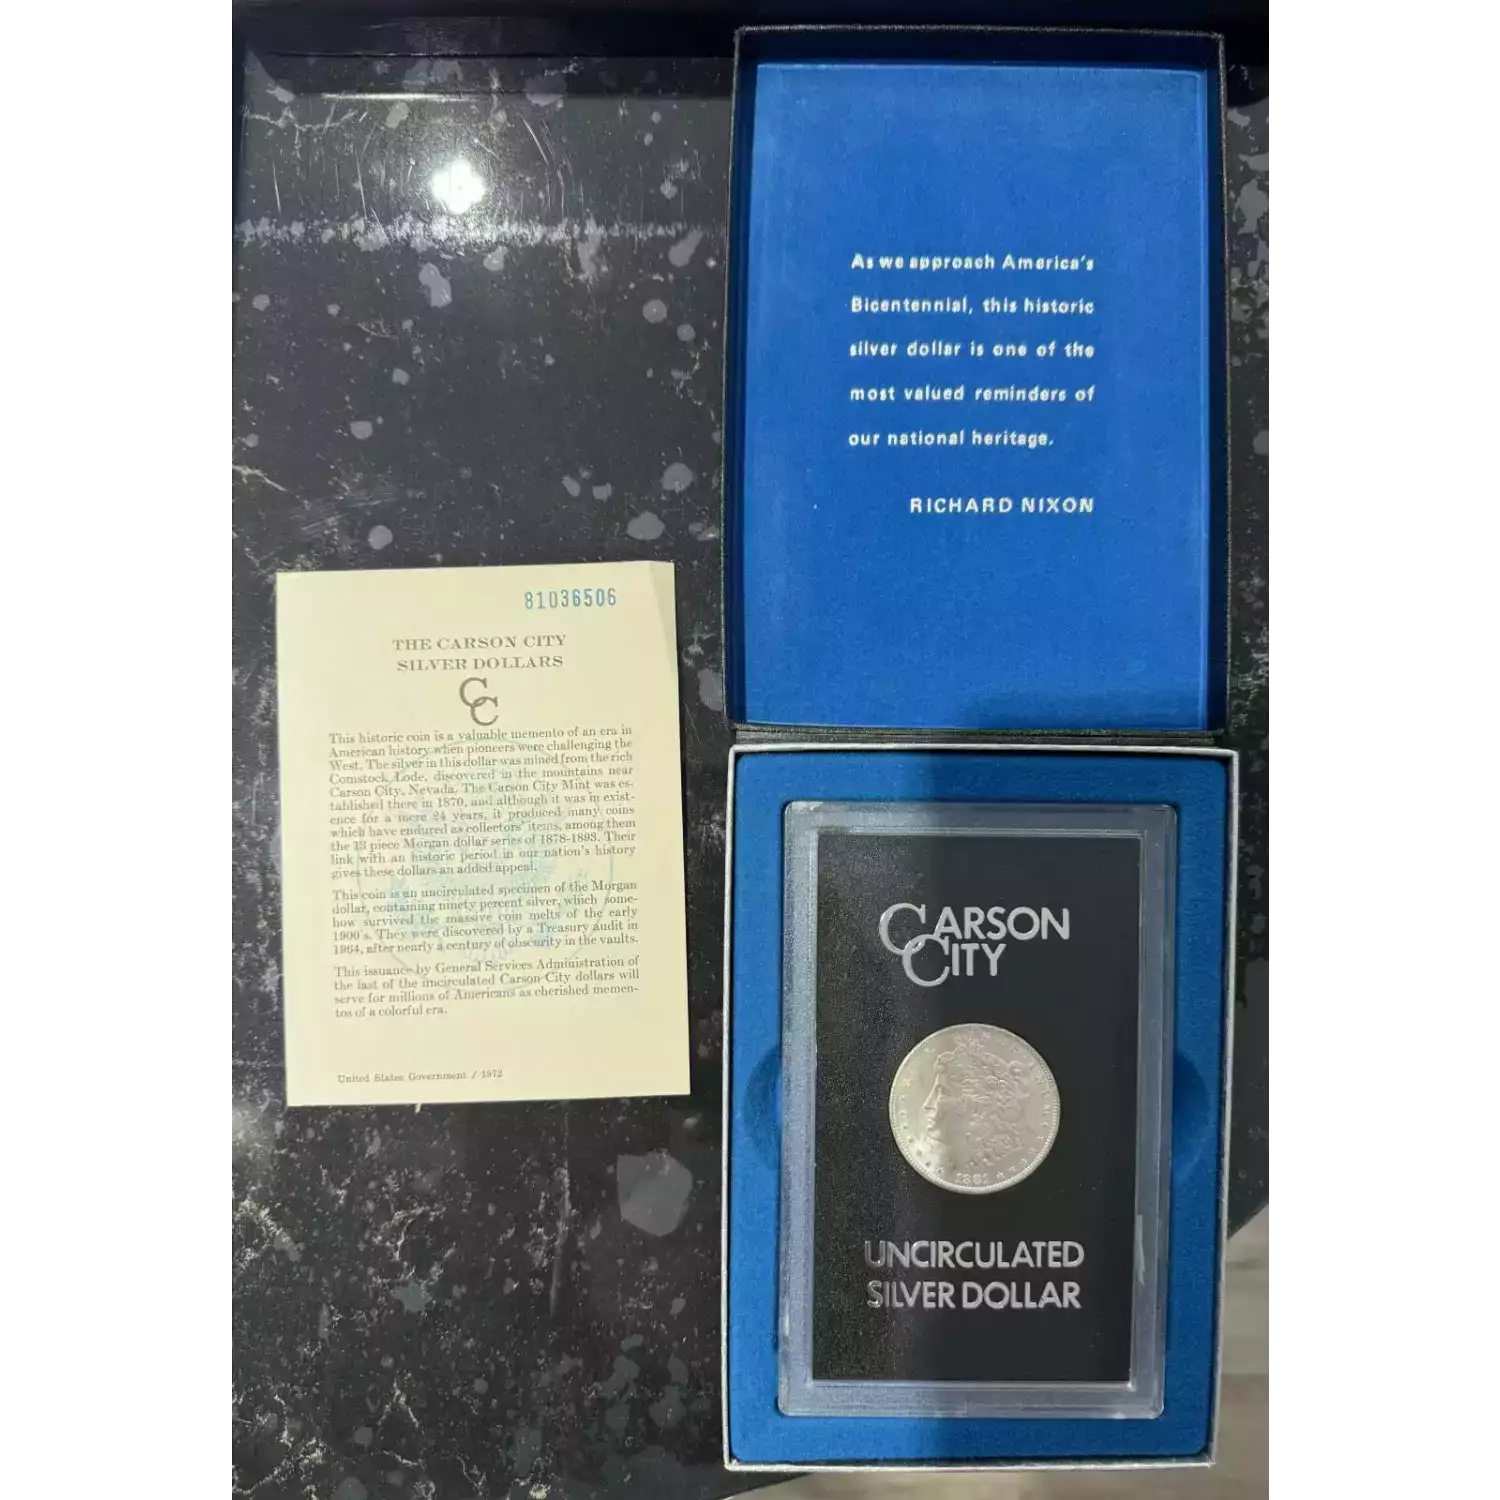 As we approach America's
Bicentennial, this historic
silver dollar is one of the
most valued reminders of
our national heritage.
RICHARD NIXON
81036506
THE CARSON CITY
SILVER DOLLARS
CC
This historic coin is a valuable memento of an era in
American history when pioneers were challenging the
West. The silver in this dollar was mined from the rich
Comstock Lode, discovered in the mountains near
Carson City, Nevada. The Carson City Mint was es-
tablished there in 1870, and although it was in exist-
ence for a mere 24 years, it produced many coins
which have endured as collectors' items, among them
the 13 piece Morgan dollar series of 1878-1893. Their
link with an historic period in our nation's history
gives these dollars an added appeal.
This coin is an uncirculated specimen of the Morgan
dollar, containing ninety percent silver, which some-
how survived the massive coin melts of the early
1900's. They were discovered by a Treasury audit in
1964, after nearly a century of obscurity in the vaults.
This issuance by General Services Administration of
the last of the uncirculated Carson City dollars will
serve for millions of Americans as cherished memen-
tos of a colorful era.
United States Government / 1972
CARSON
CITY
1881
UNCIRCULATED
SILVER DOLLAR